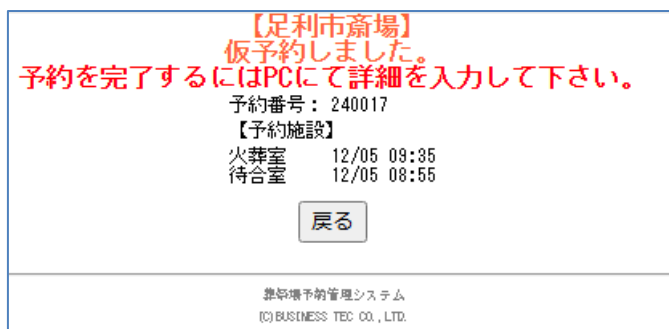 【足利市斎場】
仮予約しました。
予約を完了するにはPCにて詳細を入力して下さい。
予約番号： 240017
【予約施設】
火葬室 12/05 09:35
待合室 12/05 08:55
戻る
葬祭場予約管理システム
(C)BUSINESS TEC CO., LTD.